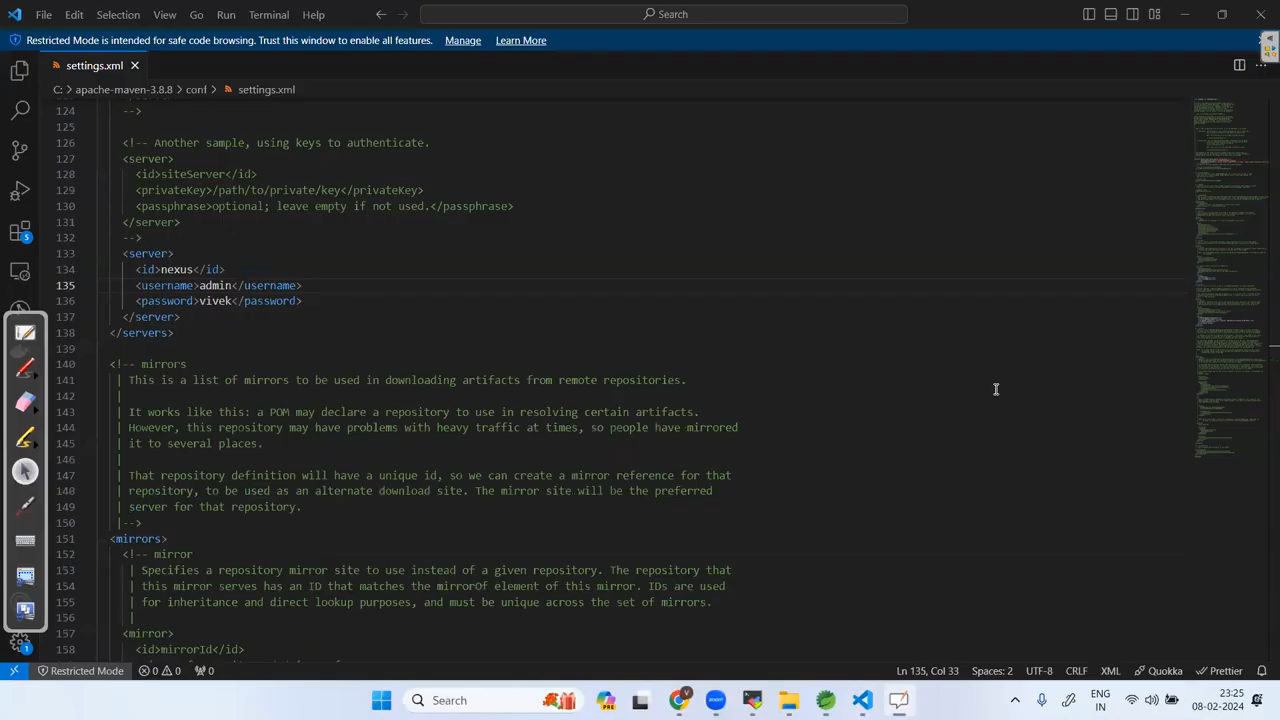 File Edit Selection View Go Run Terminal Help
Search
Restricted Mode is intended for safe code browsing. Trust this window to enable all features. Manage Learn More
settings.xml
C: > apache-maven-3.8.8 > conf > settings.xml
124 -->
125
126 <!-- Another sample, using keys to authenticate.
127 <server>
128 <id>siteServer</id>
129 <privateKey>/path/to/private/key</privateKey>
130 <passphrase>optional; leave empty if not used.</passphrase>
131 </server>
132 -->
133 <server>
134 <id>nexus</id>
135 <username>admin</username>
136 <password>vivek</password>
137 </server>
138 </servers>
139
140 <!-- mirrors
141 | This is a list of mirrors to be used in downloading artifacts from remote repositories.
142 |
143 | It works like this: a POM may declare a repository to use in resolving certain artifacts.
144 | However, this repository may have problems with heavy traffic at times, so people have mirrored
145 | it to several places.
146 |
147 | That repository definition will have a unique id, so we can create a mirror reference for that
148 | repository, to be used as an alternate download site. The mirror site will be the preferred
149 | server for that repository.
150 |-->
151 <mirrors>
152 <!-- mirror
153 | Specifies a repository mirror site to use instead of a given repository. The repository that
154 | this mirror serves has an ID that matches the mirrorOf element of this mirror. IDs are used
155 | for inheritance and direct lookup purposes, and must be unique across the set of mirrors.
156 |
157 <mirror>
158 <id>mirrorId</id>
5
1
Restricted Mode 0 0 0 Ln 135, Col 33 Spaces: 2 UTF-8 CRLF XML Quokka Prettier
Search PRE V zoom ENG IN 23:25 08-02-2024